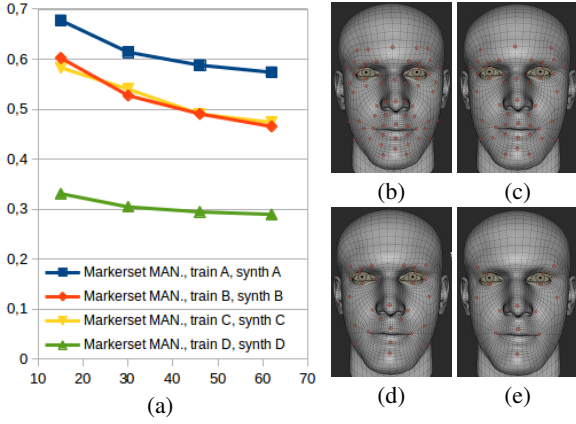 0,7
0,6
0,5
0,4
0,3
0,2
0,1
0
Markerset MAN., train A, synth A
Markerset MAN., train B, synth B
Markerset MAN., train C, synth C
Markerset MAN., train D, synth D
10 20 30 40 50 60 70
(a)
(b) (c)
(d) (e)